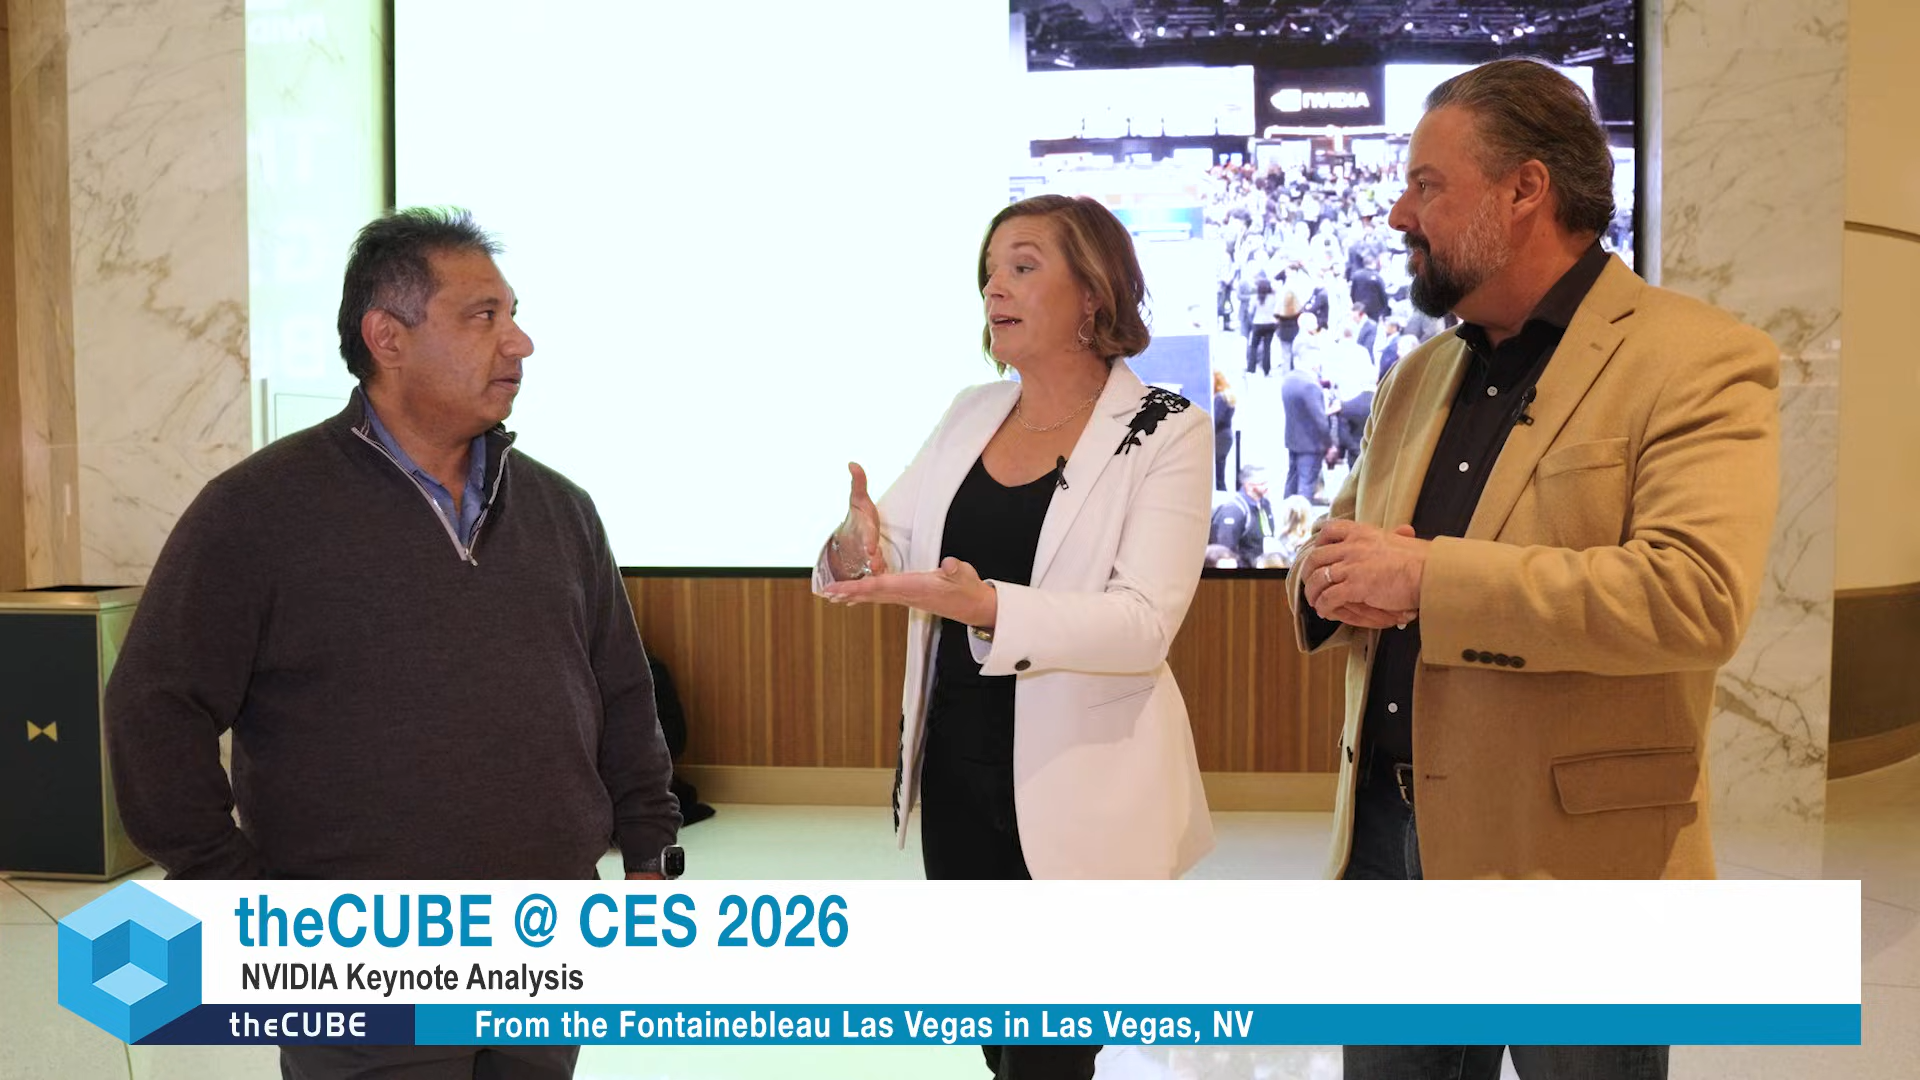 NVIDIA
theCUBE @ CES 2026
NVIDIA Keynote Analysis
theCUBE
From the Fontainebleau Las Vegas in Las Vegas, NV